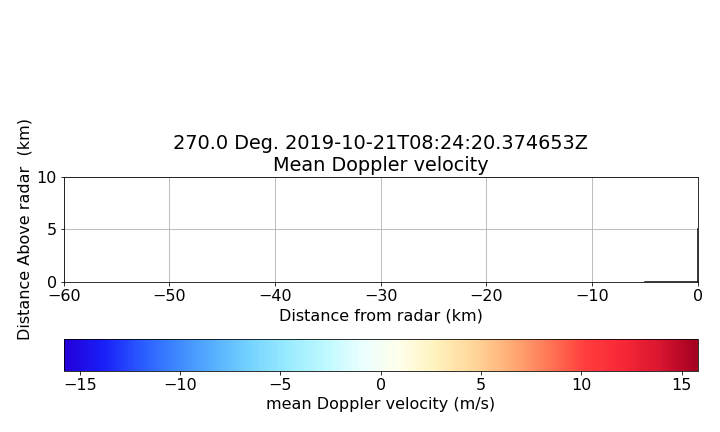 270.0 Deg. 2019-10-21T08:24:20.374653Z
Mean Doppler velocity
Distance Above radar (km)
10
5
0
−60 −50 −40 −30 −20 −10 0
Distance from radar (km)
−15 −10 −5 0 5 10 15
mean Doppler velocity (m/s)